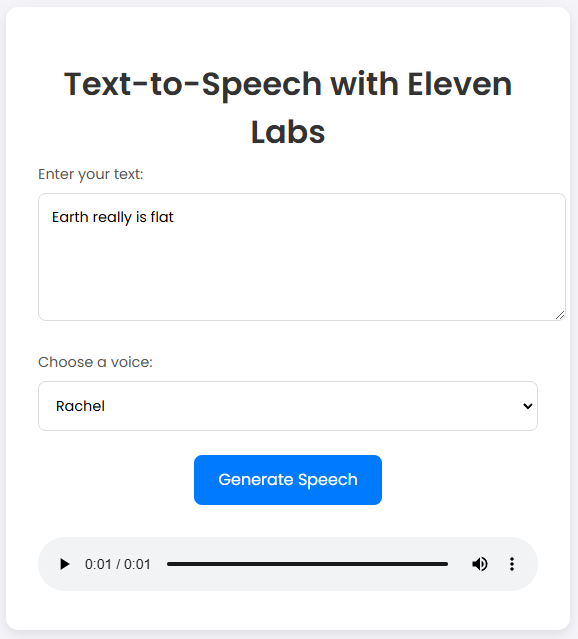 Text-to-Speech with Eleven
Labs
Enter your text:
Earth really is flat
Choose a voice:
Rachel
Generate Speech
0:01 / 0:01